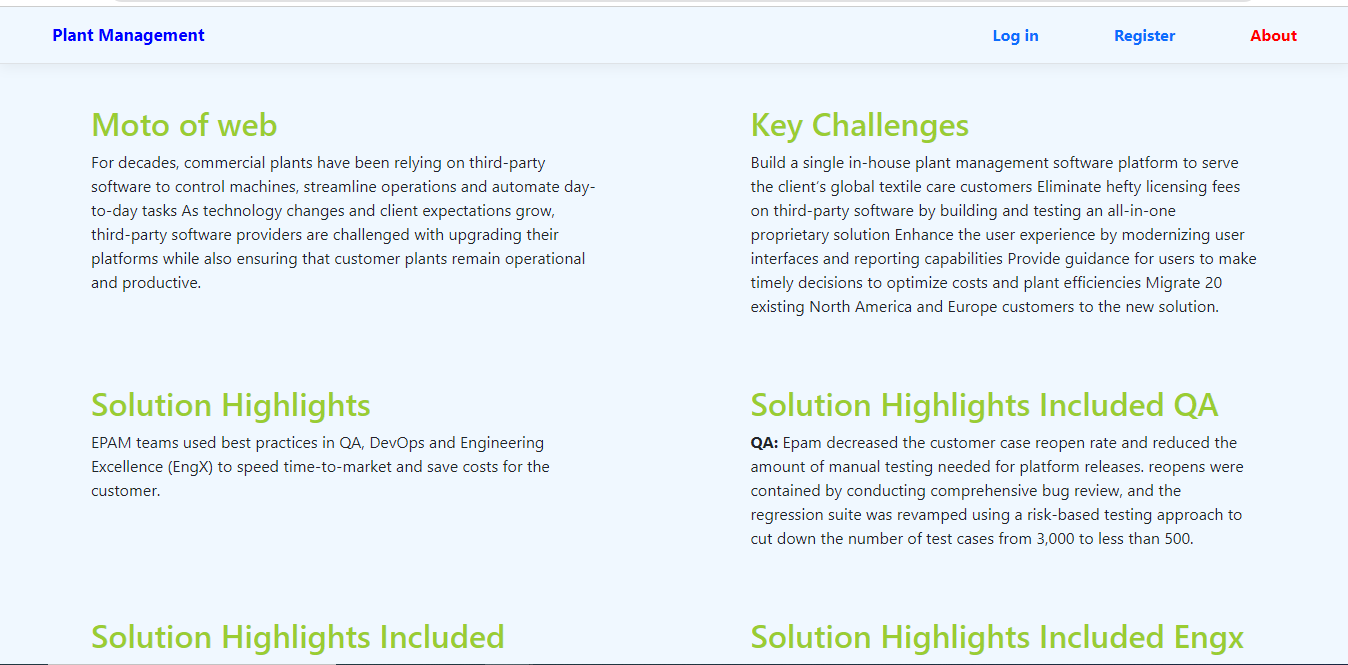 Plant Management
Log in
Register
About
Moto of web
For decades, commercial plants have been relying on third-party
software to control machines, streamline operations and automate day-
to-day tasks As technology changes and client expectations grow,
third-party software providers are challenged with upgrading their
platforms while also ensuring that customer plants remain operational
and productive.
Key Challenges
Build a single in-house plant management software platform to serve
the client’s global textile care customers Eliminate hefty licensing fees
on third-party software by building and testing an all-in-one
proprietary solution Enhance the user experience by modernizing user
interfaces and reporting capabilities Provide guidance for users to make
timely decisions to optimize costs and plant efficiencies Migrate 20
existing North America and Europe customers to the new solution.
Solution Highlights
EPAM teams used best practices in QA, DevOps and Engineering
Excellence (EngX) to speed time-to-market and save costs for the
customer.
Solution Highlights Included QA
QA: Epam decreased the customer case reopen rate and reduced the
amount of manual testing needed for platform releases. reopens were
contained by conducting comprehensive bug review, and the
regression suite was revamped using a risk-based testing approach to
cut down the number of test cases from 3,000 to less than 500.
Solution Highlights Included
Solution Highlights Included Engx